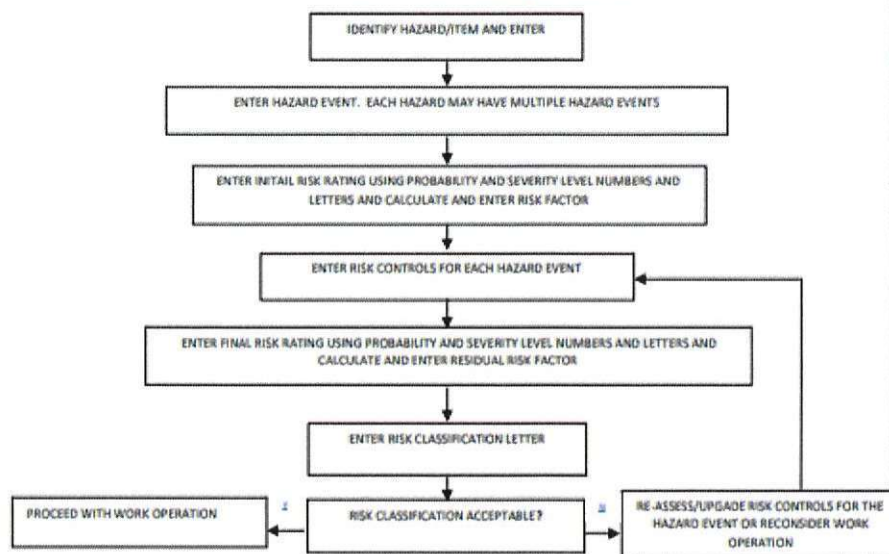 IDENTIFY HAZARD/ITEM AND ENTER
ENTER HAZARD EVENT. EACH HAZARD MAY HAVE MULTIPLE HAZARD EVENTS
ENTER INITAIL RISK RATING USING PROBABILITY AND SEVERITY LEVEL NUMBERS AND
LETTERS AND CALCULATE AND ENTER RISK FACTOR
ENTER RISK CONTROLS FOR EACH HAZARD EVENT
ENTER FINAL RISK RATING USING PROBABILITY AND SEVERITY LEVEL NUMBERS AND LETTERS AND
CALCULATE AND ENTER RESIDUAL RISK FACTOR
ENTER RISK CLASSIFICATION LETTER
PROCEED WITH WORK OPERATION
RISK CLASSIFICATION ACCEPTABLE?
RE-ASSESS/UPGADE RISK CONTROLS FOR THE
HAZARD EVENT OR RECONSIDER WORK
OPERATION